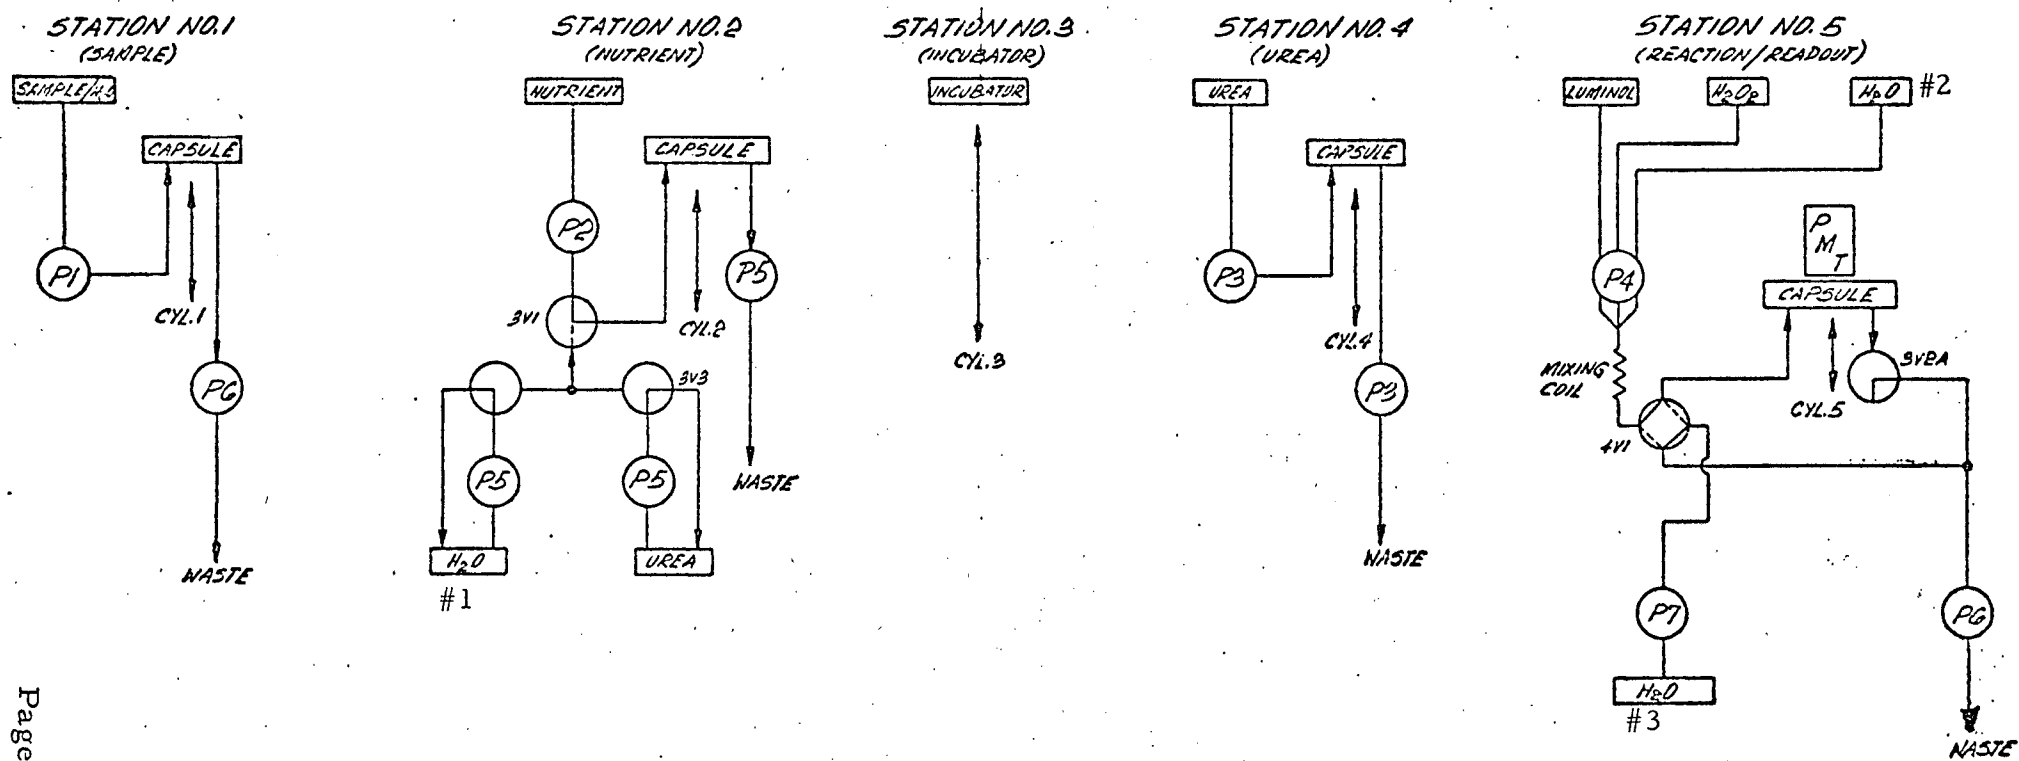 STATION NO.1
(SAMPLE)
SAMPLE/
CAPSULE
P1
CYL.1
P6
WASTE
STATION NO.2
(NUTRIENT)
NUTRIENT
CAPSULE
P2
P5
3V1
CYL.2
3V3
P5
P5
WASTE
H2O
UREA
#1
STATION NO.3
(INCUBATOR)
INCUBATOR
CYL.3
STATION NO.4
(UREA)
UREA
CAPSULE
P3
CYL.4
P3
WASTE
STATION NO.5
(REACTION/READOUT)
LUMINOL
H2O2
H2O
#2
PMT
P4
CAPSULE
MIXING
COIL
3V2A
CYL.5
4V1
P7
P6
H2O
#3
WASTE
Page